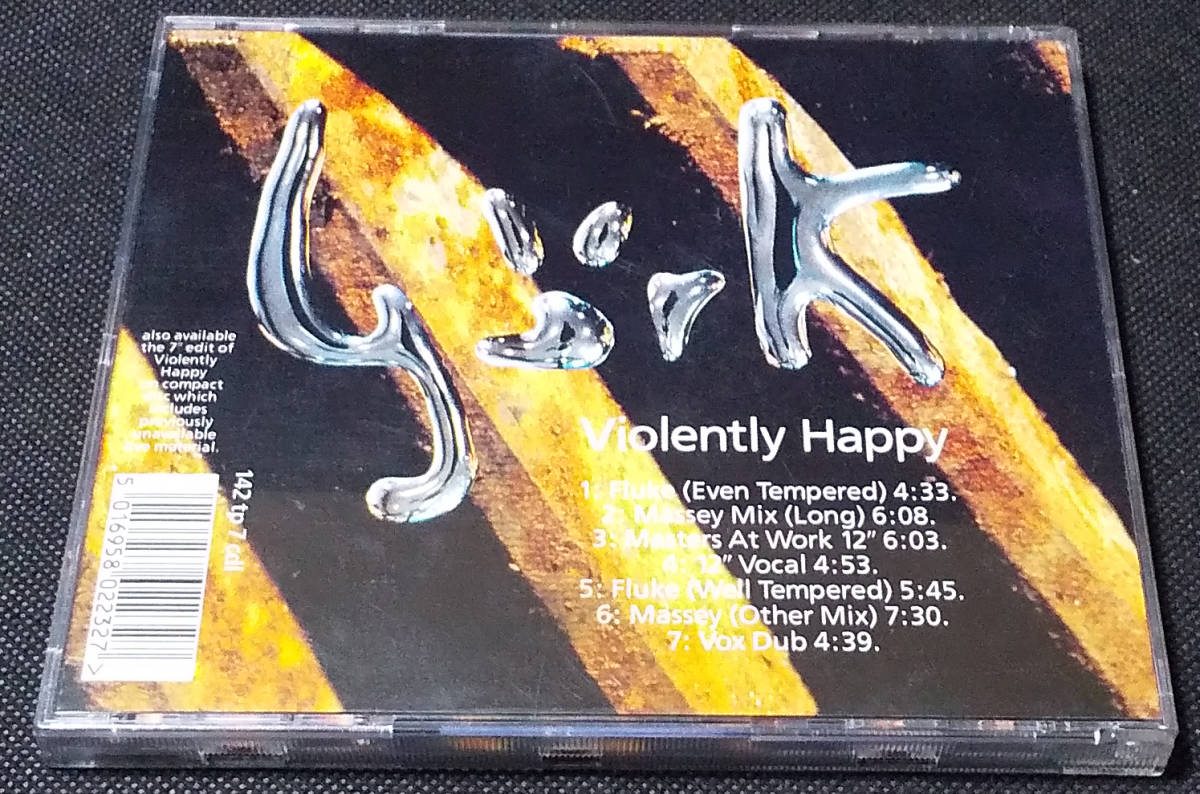 Violently Happy
1: Fluke (Even Tempered) 4:33.
2: Massey Mix (Long) 6:08.
3: Masters At Work 12" 6:03.
4: 12" Vocal 4:53.
5: Fluke (Well Tempered) 5:45.
6: Massey (Other Mix) 7:30.
7: Vox Dub 4:39.
also available
the 7" edit of
Violently
Happy
on compact
disc which
includes
previously
unavailable
material.
142 tp 7 cd
5 016958 022327 >